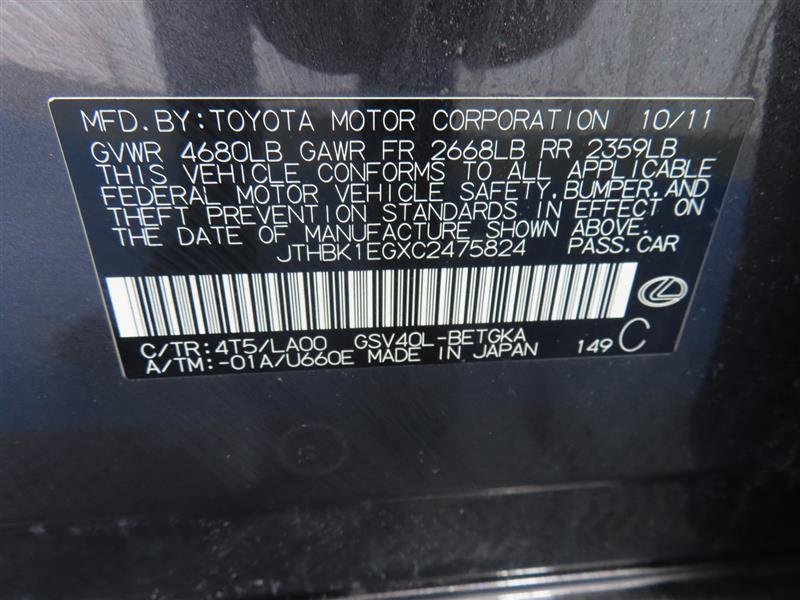 MFD.BY:TOYOTA MOTOR CORPORATION 10/11
GVWR 4680LB GAWR FR 2668LB RR 2359LB
THIS VEHICLE CONFORMS TO ALL APPLICABLE
FEDERAL MOTOR VEHICLE SAFETY,BUMPER,AND
THEFT PREVENTION STANDARDS IN EFFECT ON
THE DATE OF MANUFACTURE SHOWN ABOVE.
JTHBK1EGXC2475824 PASS.CAR
C/TR:4T5/LA00 GSV40L-BETGKA
A/TM:-01A/U660E MADE IN JAPAN 149 C